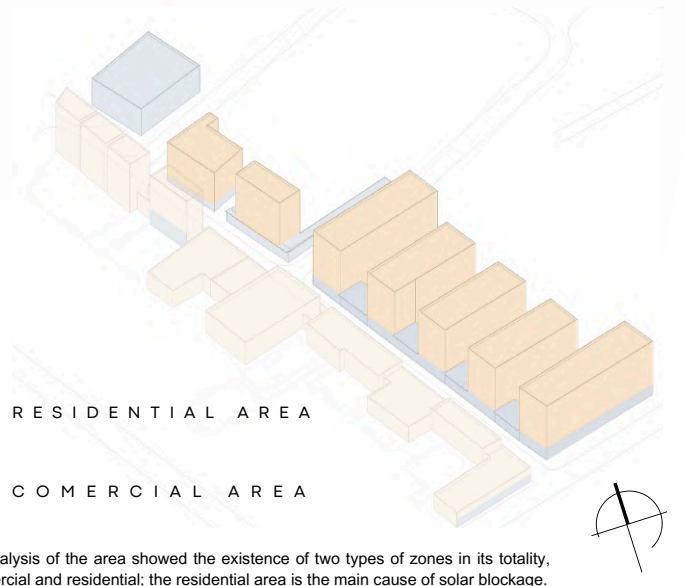 RESIDENTIAL AREA
COMERCIAL AREA
alysis of the area showed the existence of two types of zones in its totality,
ercial and residential; the residential area is the main cause of solar blockage.